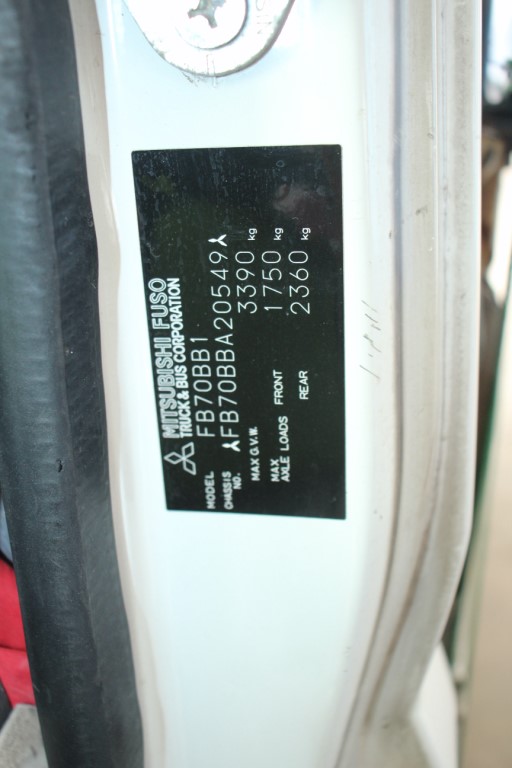 MITSUBISHI FUSO
TRUCK & BUS CORPORATION
MODEL FB70BB1
CHASSIS NO. FB70BBA20549
MAX G.V.W. 3390 kg
MAX AXLE LOADS FRONT 1750 kg
REAR 2360 kg